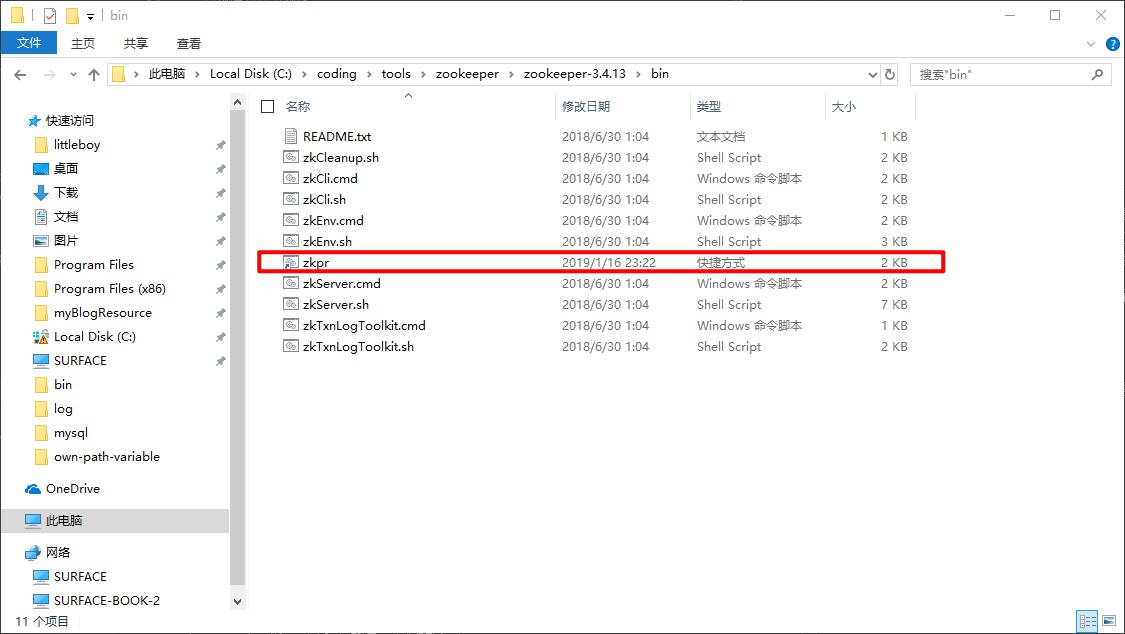 bin
文件 主页 共享 查看
此电脑 Local Disk (C:) coding tools zookeeper zookeeper-3.4.13 bin 搜索"bin"
名称 修改日期 类型 大小
README.txt 2018/6/30 1:04 文本文档 1 KB
zkCleanup.sh 2018/6/30 1:04 Shell Script 2 KB
zkCli.cmd 2018/6/30 1:04 Windows 命令脚本 2 KB
zkCli.sh 2018/6/30 1:04 Shell Script 2 KB
zkEnv.cmd 2018/6/30 1:04 Windows 命令脚本 2 KB
zkEnv.sh 2018/6/30 1:04 Shell Script 3 KB
zkpr 2019/1/16 23:22 快捷方式 2 KB
zkServer.cmd 2018/6/30 1:04 Windows 命令脚本 2 KB
zkServer.sh 2018/6/30 1:04 Shell Script 7 KB
zkTxnLogToolkit.cmd 2018/6/30 1:04 Windows 命令脚本 2 KB
zkTxnLogToolkit.sh 2018/6/30 1:04 Shell Script 2 KB
快速访问
littleboy
桌面
下载
文档
图片
Program Files
Program Files (x86)
myBlogResource
Local Disk (C:)
SURFACE
bin
log
mysql
own-path-variable
OneDrive
此电脑
网络
SURFACE
SURFACE-BOOK-2
11 个项目